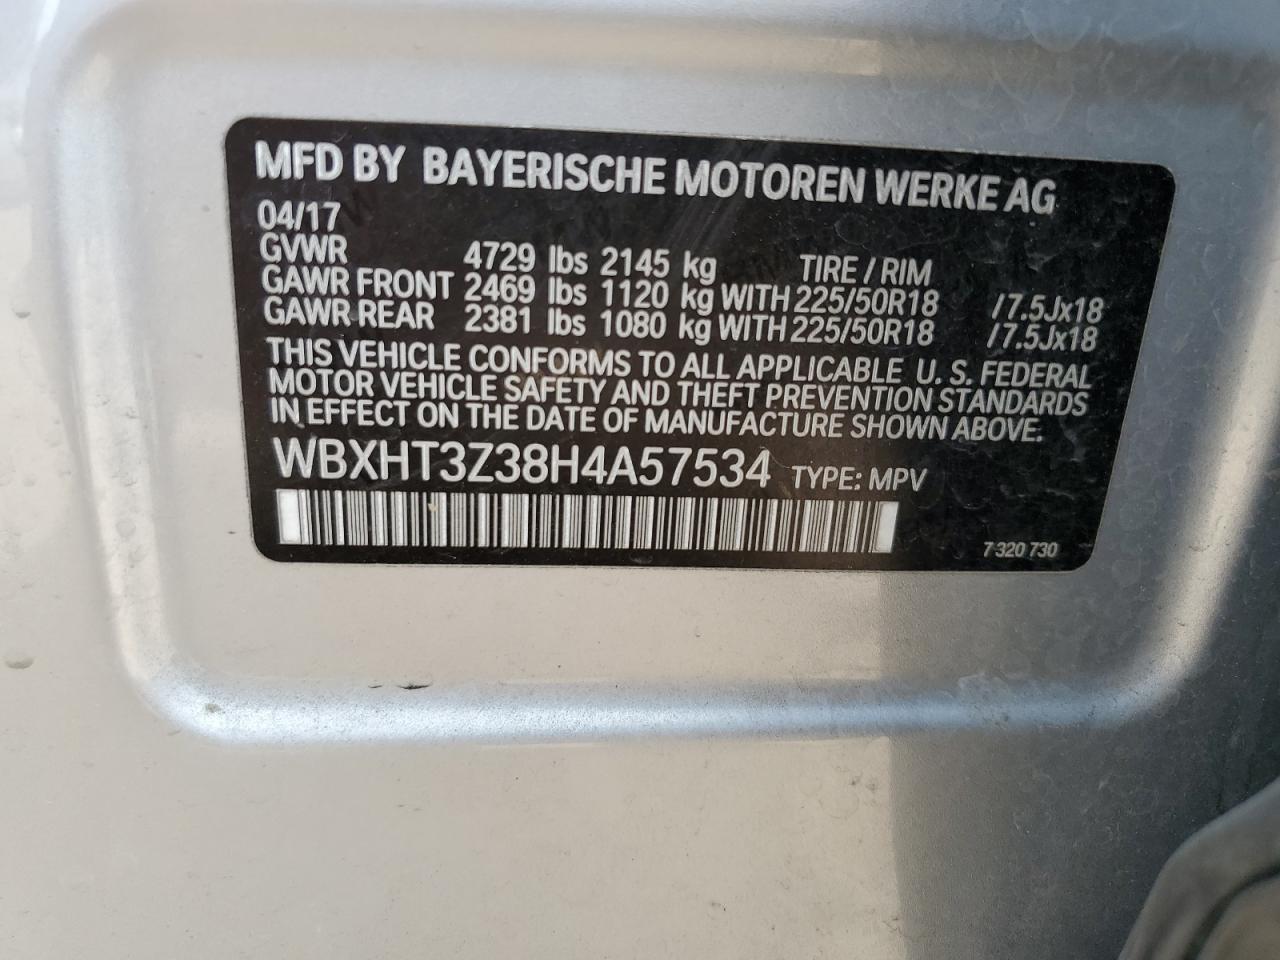 MFD BY BAYERISCHE MOTOREN WERKE AG
04/17
GVWR 4729 lbs 2145 kg TIRE / RIM
GAWR FRONT 2469 lbs 1120 kg WITH 225/50R18 /7.5Jx18
GAWR REAR 2381 lbs 1080 kg WITH 225/50R18 /7.5Jx18
THIS VEHICLE CONFORMS TO ALL APPLICABLE U. S. FEDERAL
MOTOR VEHICLE SAFETY AND THEFT PREVENTION STANDARDS
IN EFFECT ON THE DATE OF MANUFACTURE SHOWN ABOVE.
WBXHT3Z38H4A57534 TYPE: MPV
7 320 730